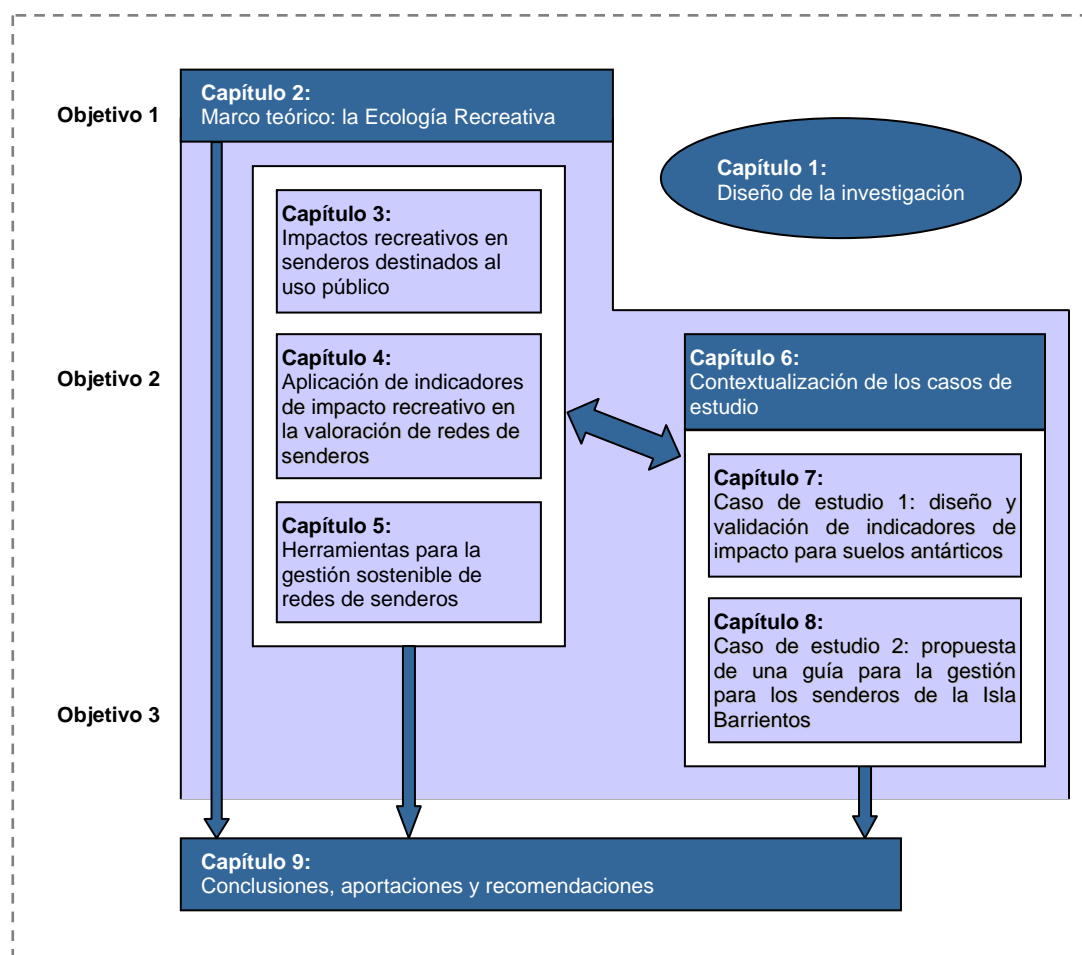 Objetivo 1
Capítulo 2:
Marco teórico: la Ecología Recreativa
Capítulo 1:
Diseño de la investigación
Capítulo 3:
Impactos recreativos en
senderos destinados al
uso público
Objetivo 2
Capítulo 4:
Aplicación de indicadores
de impacto recreativo en
la valoración de redes de
senderos
Capítulo 5:
Herramientas para la
gestión sostenible de
redes de senderos
Capítulo 6:
Contextualización de los casos de
estudio
Capítulo 7:
Caso de estudio 1: diseño y
validación de indicadores de
impacto para suelos antárticos
Capítulo 8:
Caso de estudio 2: propuesta
de una guía para la gestión
para los senderos de la Isla
Barrientos
Objetivo 3
Capítulo 9:
Conclusiones, aportaciones y recomendaciones